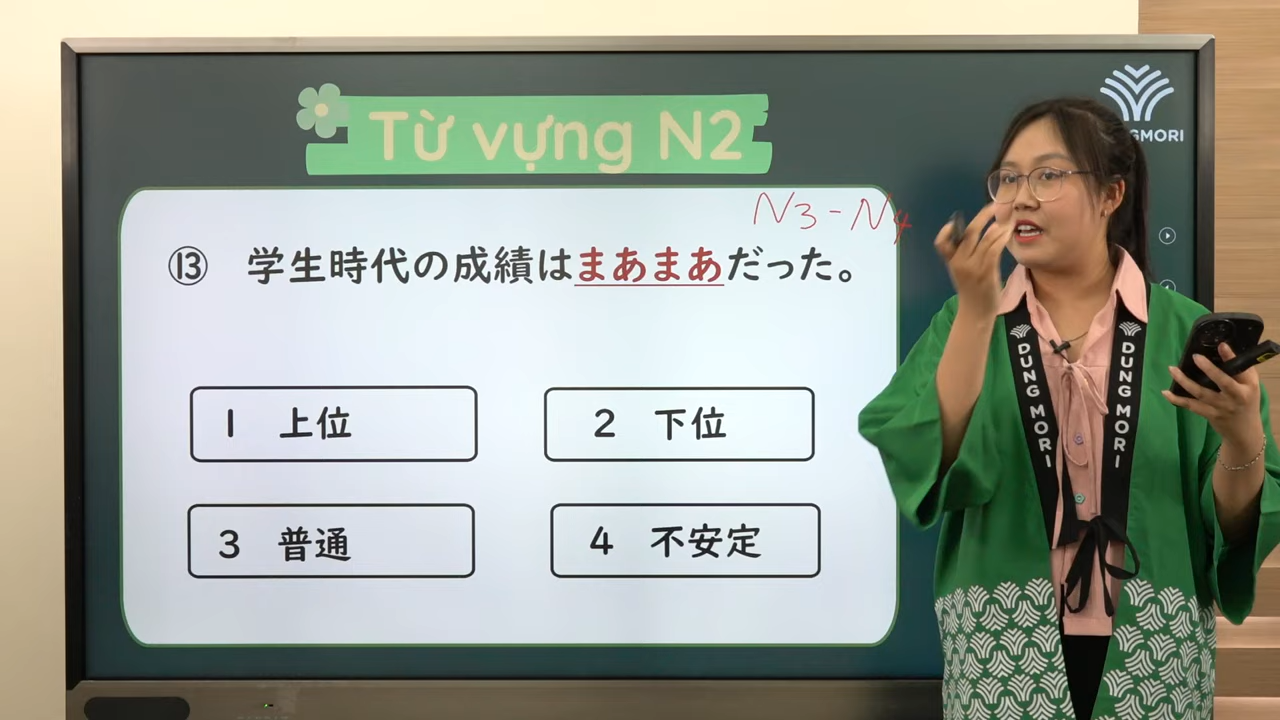 Từ vựng N2
N3-N4
⑬ 学生時代の成績はまあまあだった。
1 上位
2 下位
3 普通
4 不安定
GMORI
DUNG MORI
DUNG MORI